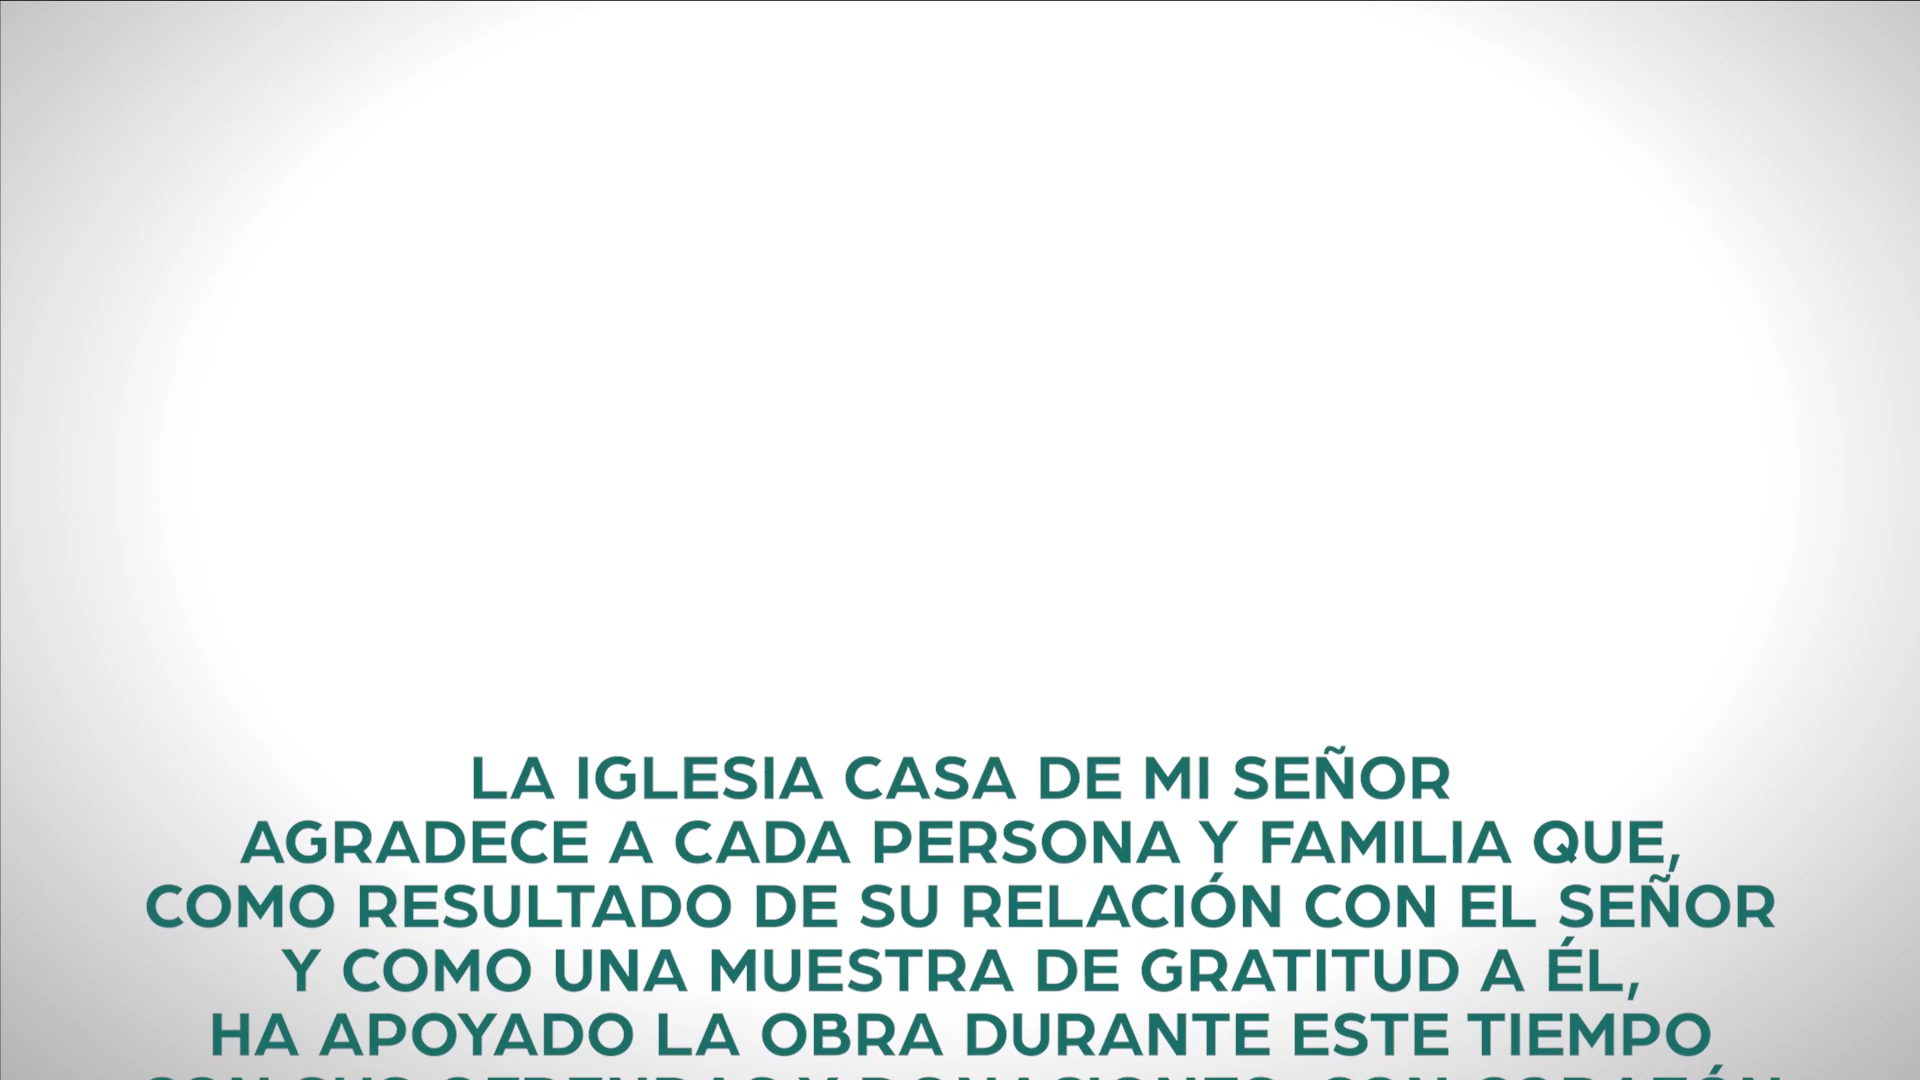 LA IGLESIA CASA DE MI SEÑOR
AGRADECE A CADA PERSONA Y FAMILIA QUE,
COMO RESULTADO DE SU RELACIÓN CON EL SEÑOR
Y COMO UNA MUESTRA DE GRATITUD A ÉL,
HA APOYADO LA OBRA DURANTE ESTE TIEMPO